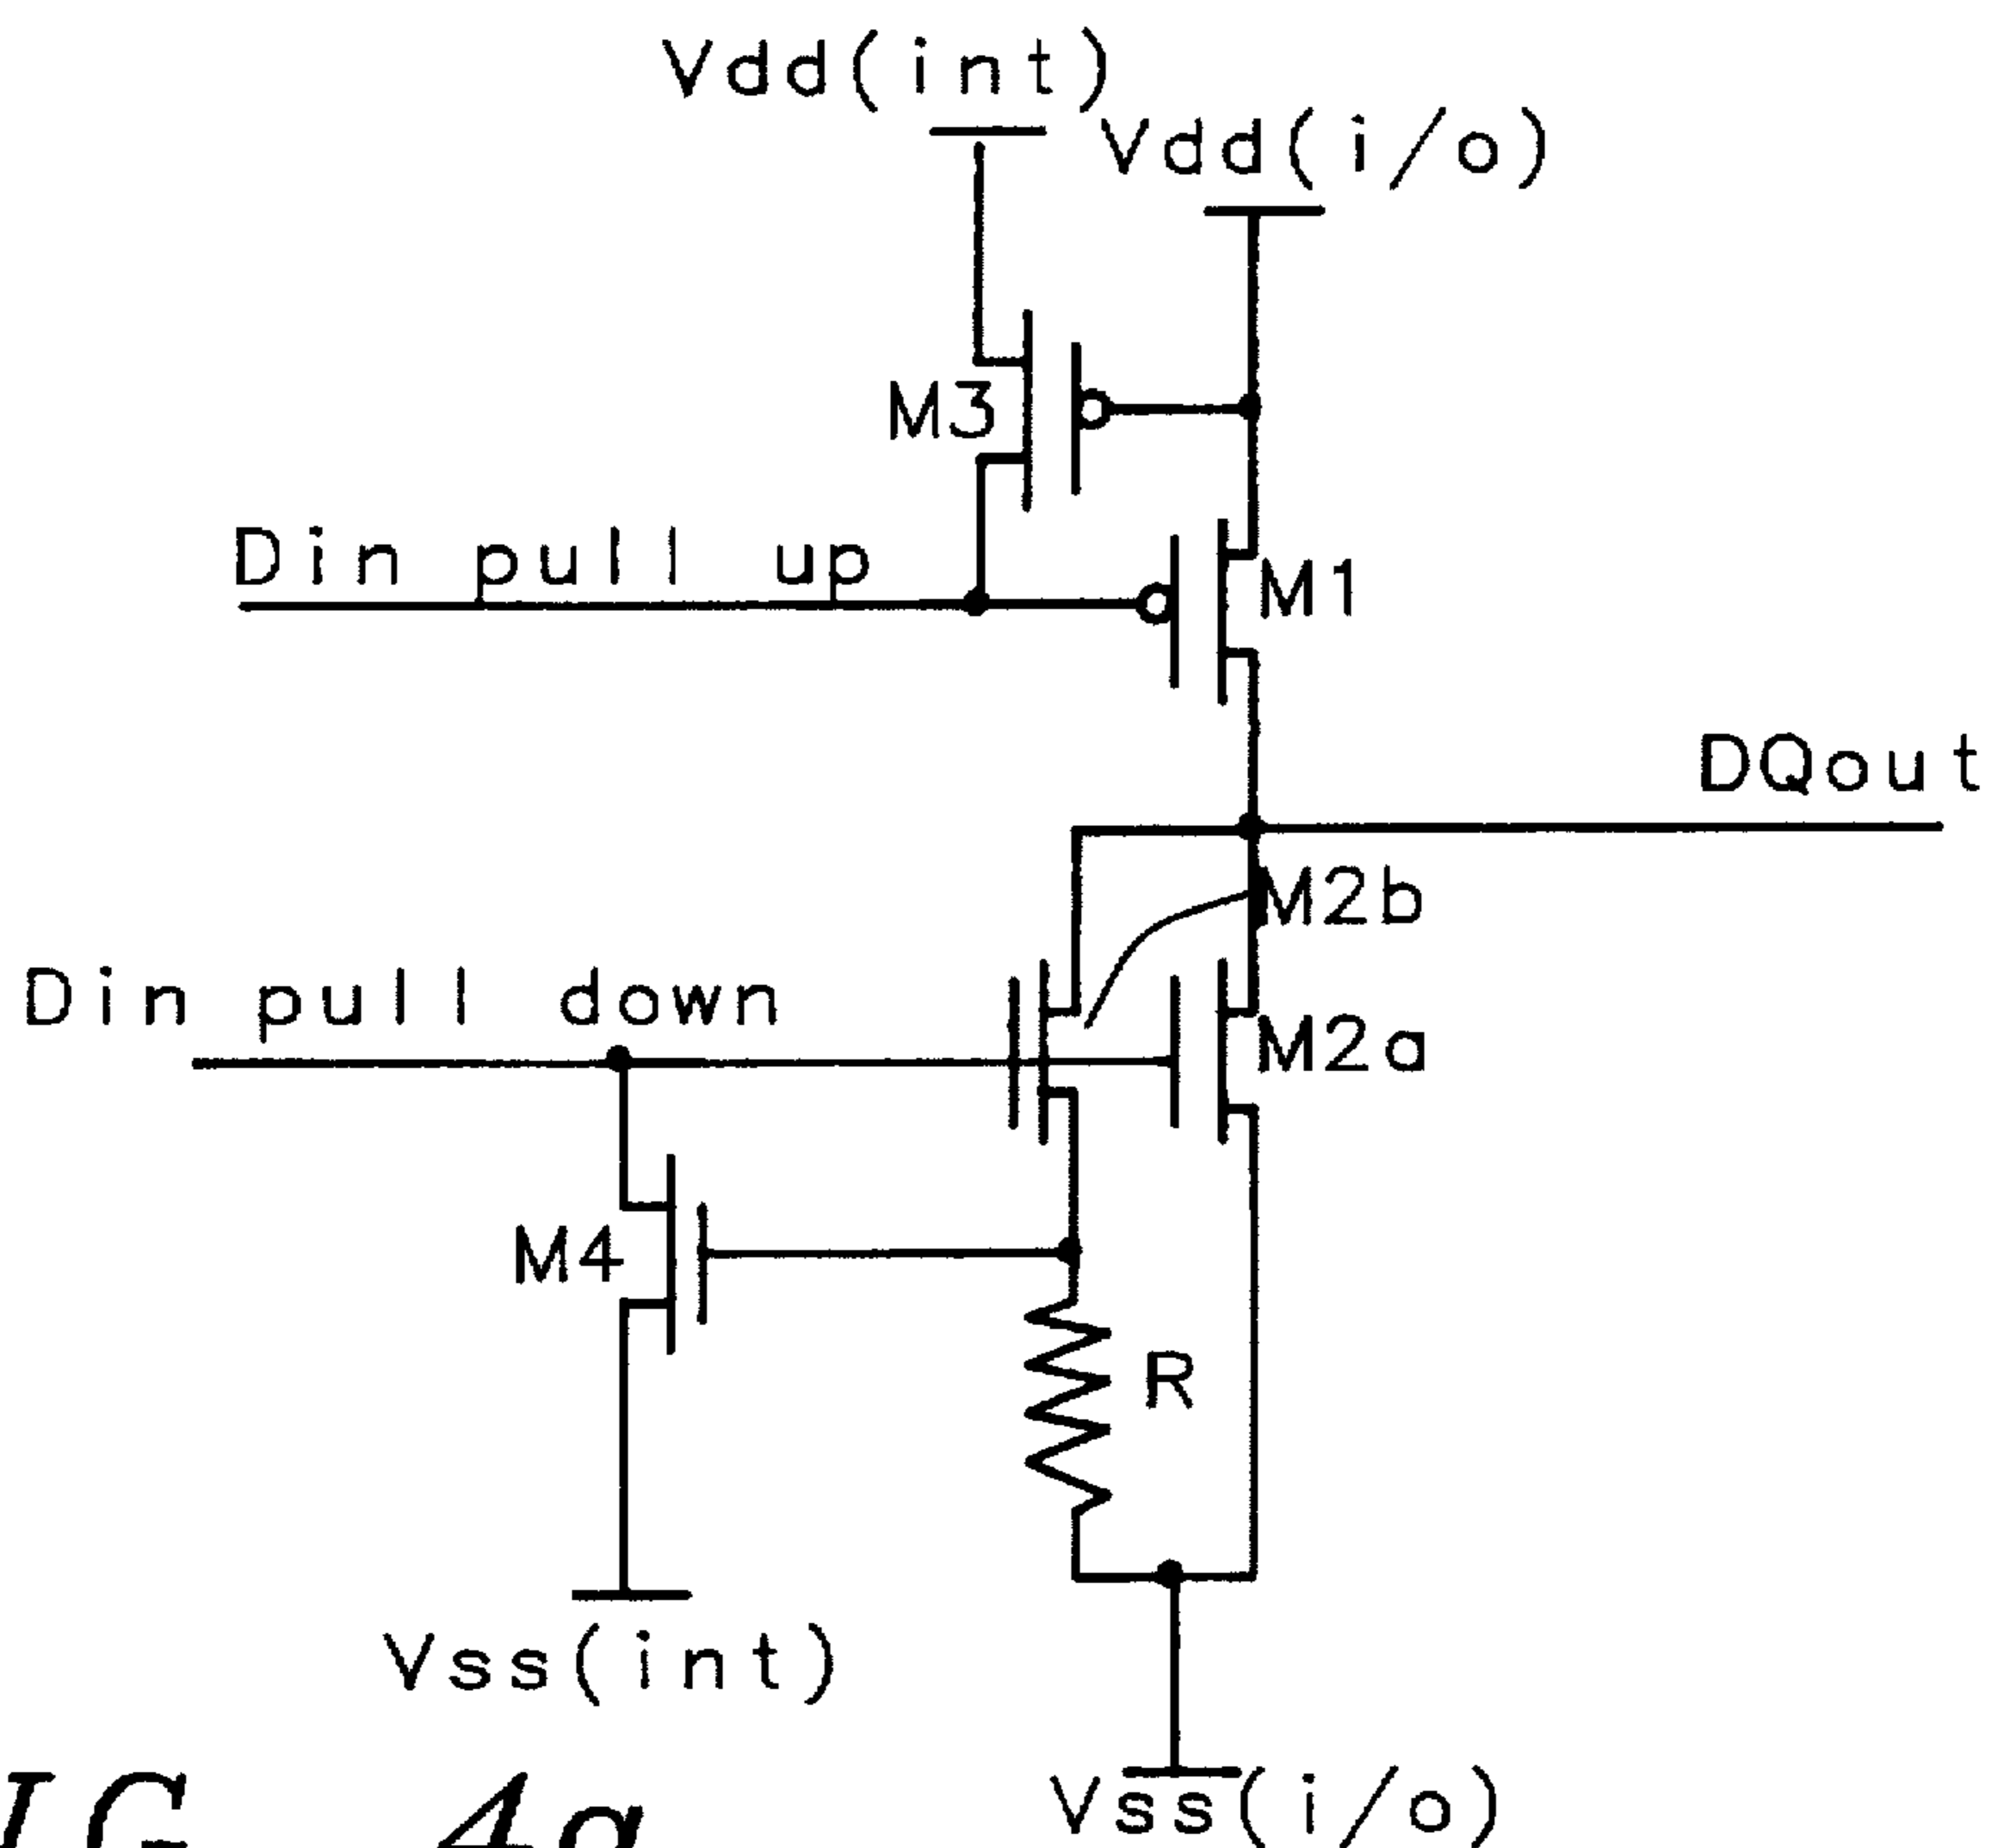 Vdd(int)
Vdd(i/o)
M3
Din pull up
M1
DQout
M2b
Din pull down
M2a
M4
R
Vss(int)
Vss(i/o)